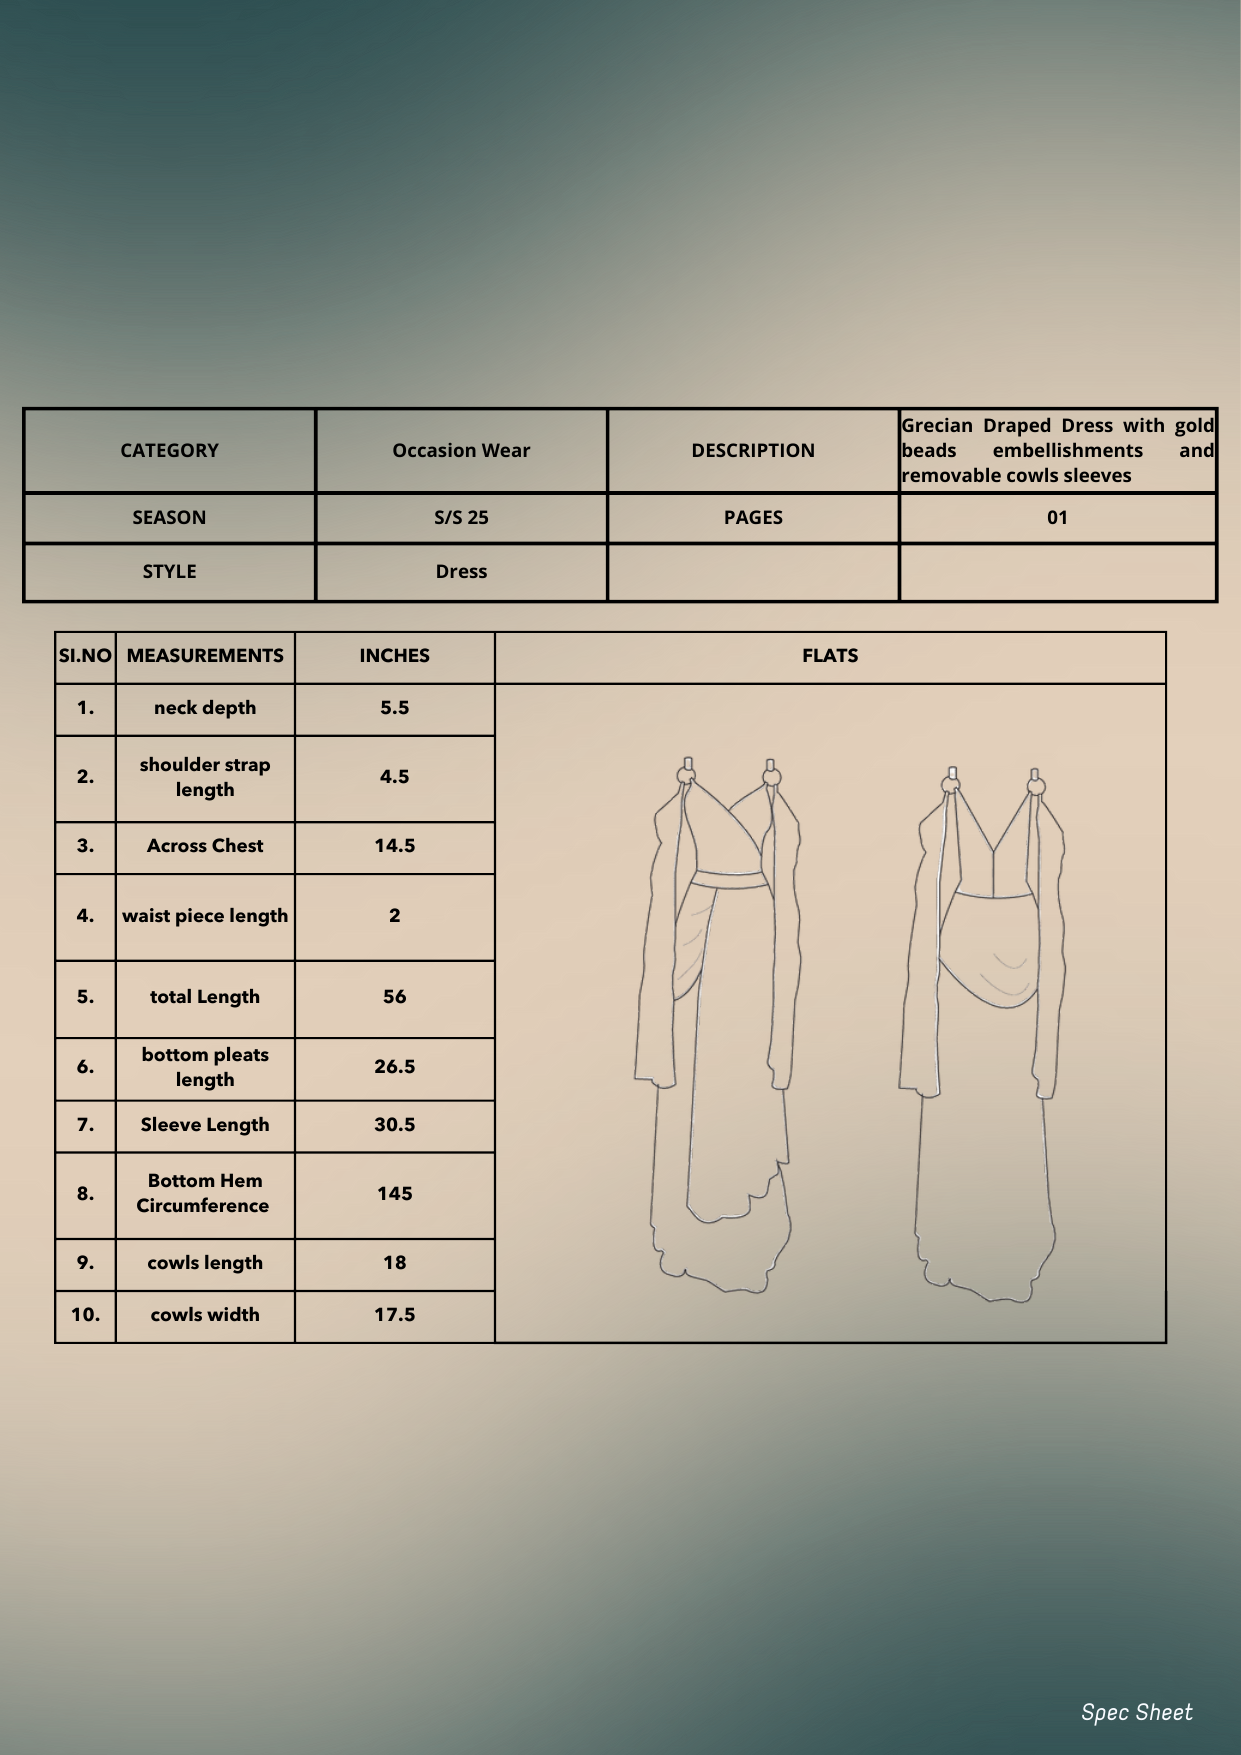 CATEGORY
Occasion Wear
DESCRIPTION
Grecian Draped Dress with gold
beads embellishments and
removable cowls sleeves
SEASON
S/S 25
PAGES
01
STYLE
Dress
SI.NO
MEASUREMENTS
INCHES
FLATS
1.
neck depth
5.5
2.
shoulder strap
length
4.5
3.
Across Chest
14.5
4.
waist piece length
2
5.
total Length
56
6.
bottom pleats
length
26.5
7.
Sleeve Length
30.5
8.
Bottom Hem
Circumference
145
9.
cowls length
18
10.
cowls width
17.5
Spec Sheet